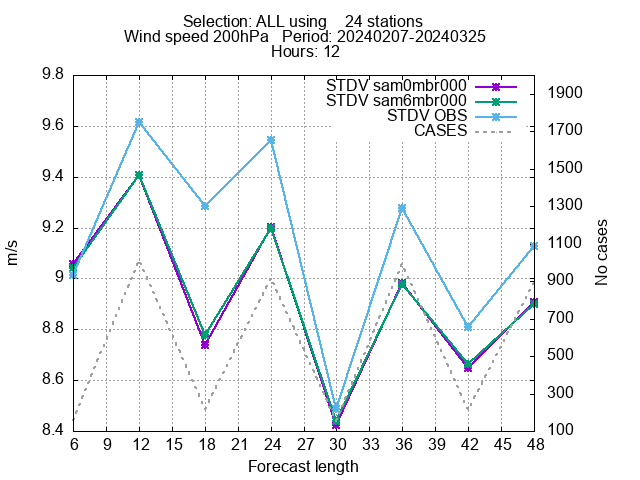 Selection: ALL using    24 stations
Wind speed 200hPa   Period: 20240207-20240325
Hours: 12
STDV sam0mbr000
STDV sam6mbr000
STDV OBS
CASES
9.8
9.6
9.4
9.2
9
8.8
8.6
8.4
m/s
1900
1700
1500
1300
1100
900
700
500
300
100
No cases
6 9 12 15 18 21 24 27 30 33 36 39 42 45 48
Forecast length